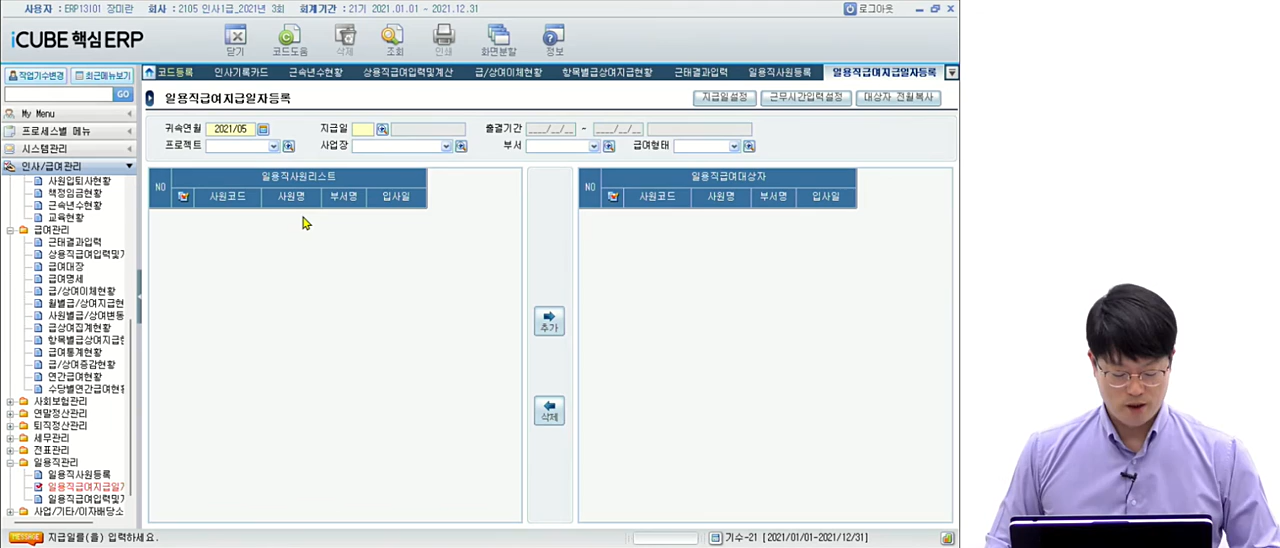 사용자 : ERP13I01 장미란 회사 : 2105 인사1급_2021년 3회 회계기간 : 21기 2021.01.01 ~ 2021.12.31 로그아웃
iCUBE 핵심ERP
닫기 코드도움 삭제 조회 인쇄 화면분할 정보
작업기수변경 최근메뉴보기
코드등록 인사기록카드 근속년수현황 상용직급여입력및계산 급/상여이체현황 항목별급상여지급현황 근태결과입력 일용직사원등록 일용직급여지급일자등록
GO
일용직급여지급일자등록 지급일설정 근무시간입력설정 대상자 전월복사
My Menu
프로세스별 메뉴
시스템관리
인사/급여관리
사원입퇴사현황
책정임금현황
근속년수현황
교육현황
급여관리
근태결과입력
상용직급여입력및
급여대장
급여명세
급/상여이체현황
월별급/상여지급현
사원별급/상여변동
급상여집계현황
항목별급상여지급
급여통계현황
급/상여증감현황
연간급여현황
수당별연간급여현
사회보험관리
연말정산관리
퇴직정산관리
세무관리
전표관리
일용직관리
일용직사원등록
일용직급여지급일
일용직급여입력및
사업/기타/이자배당소
귀속연월 2021/05 지급일 출결기간 ____/__/__ ~ ____/__/__
프로젝트 사업장 부서 급여형태
일용직사원리스트
NO 사원코드 사원명 부서명 입사일
추가
삭제
일용직급여대상자
NO 사원코드 사원명 부서명 입사일
MESSAGE 지급일를(을) 입력하세요. 기수-21 [2021/01/01-2021/12/31]